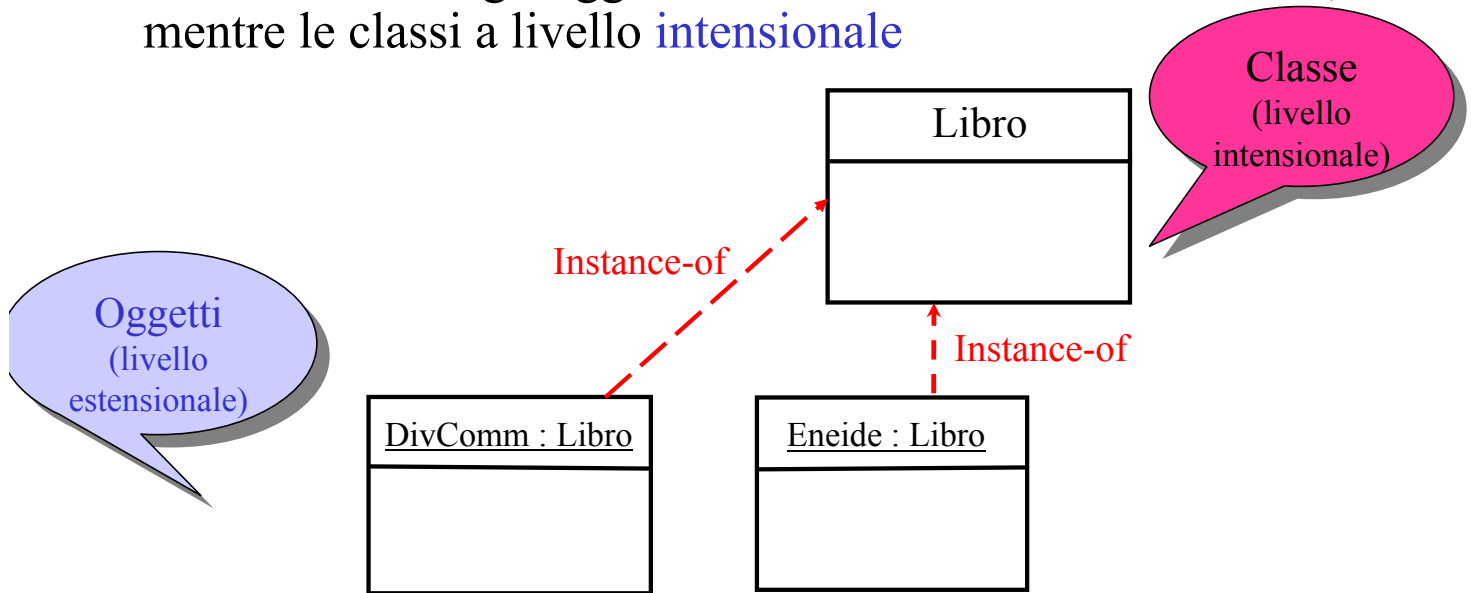 mentre le classi a livello intensionale
Classe
(livello
intensionale)
Libro
Instance-of
Oggetti
(livello
estensionale)
Instance-of
DivComm : Libro
Eneide : Libro